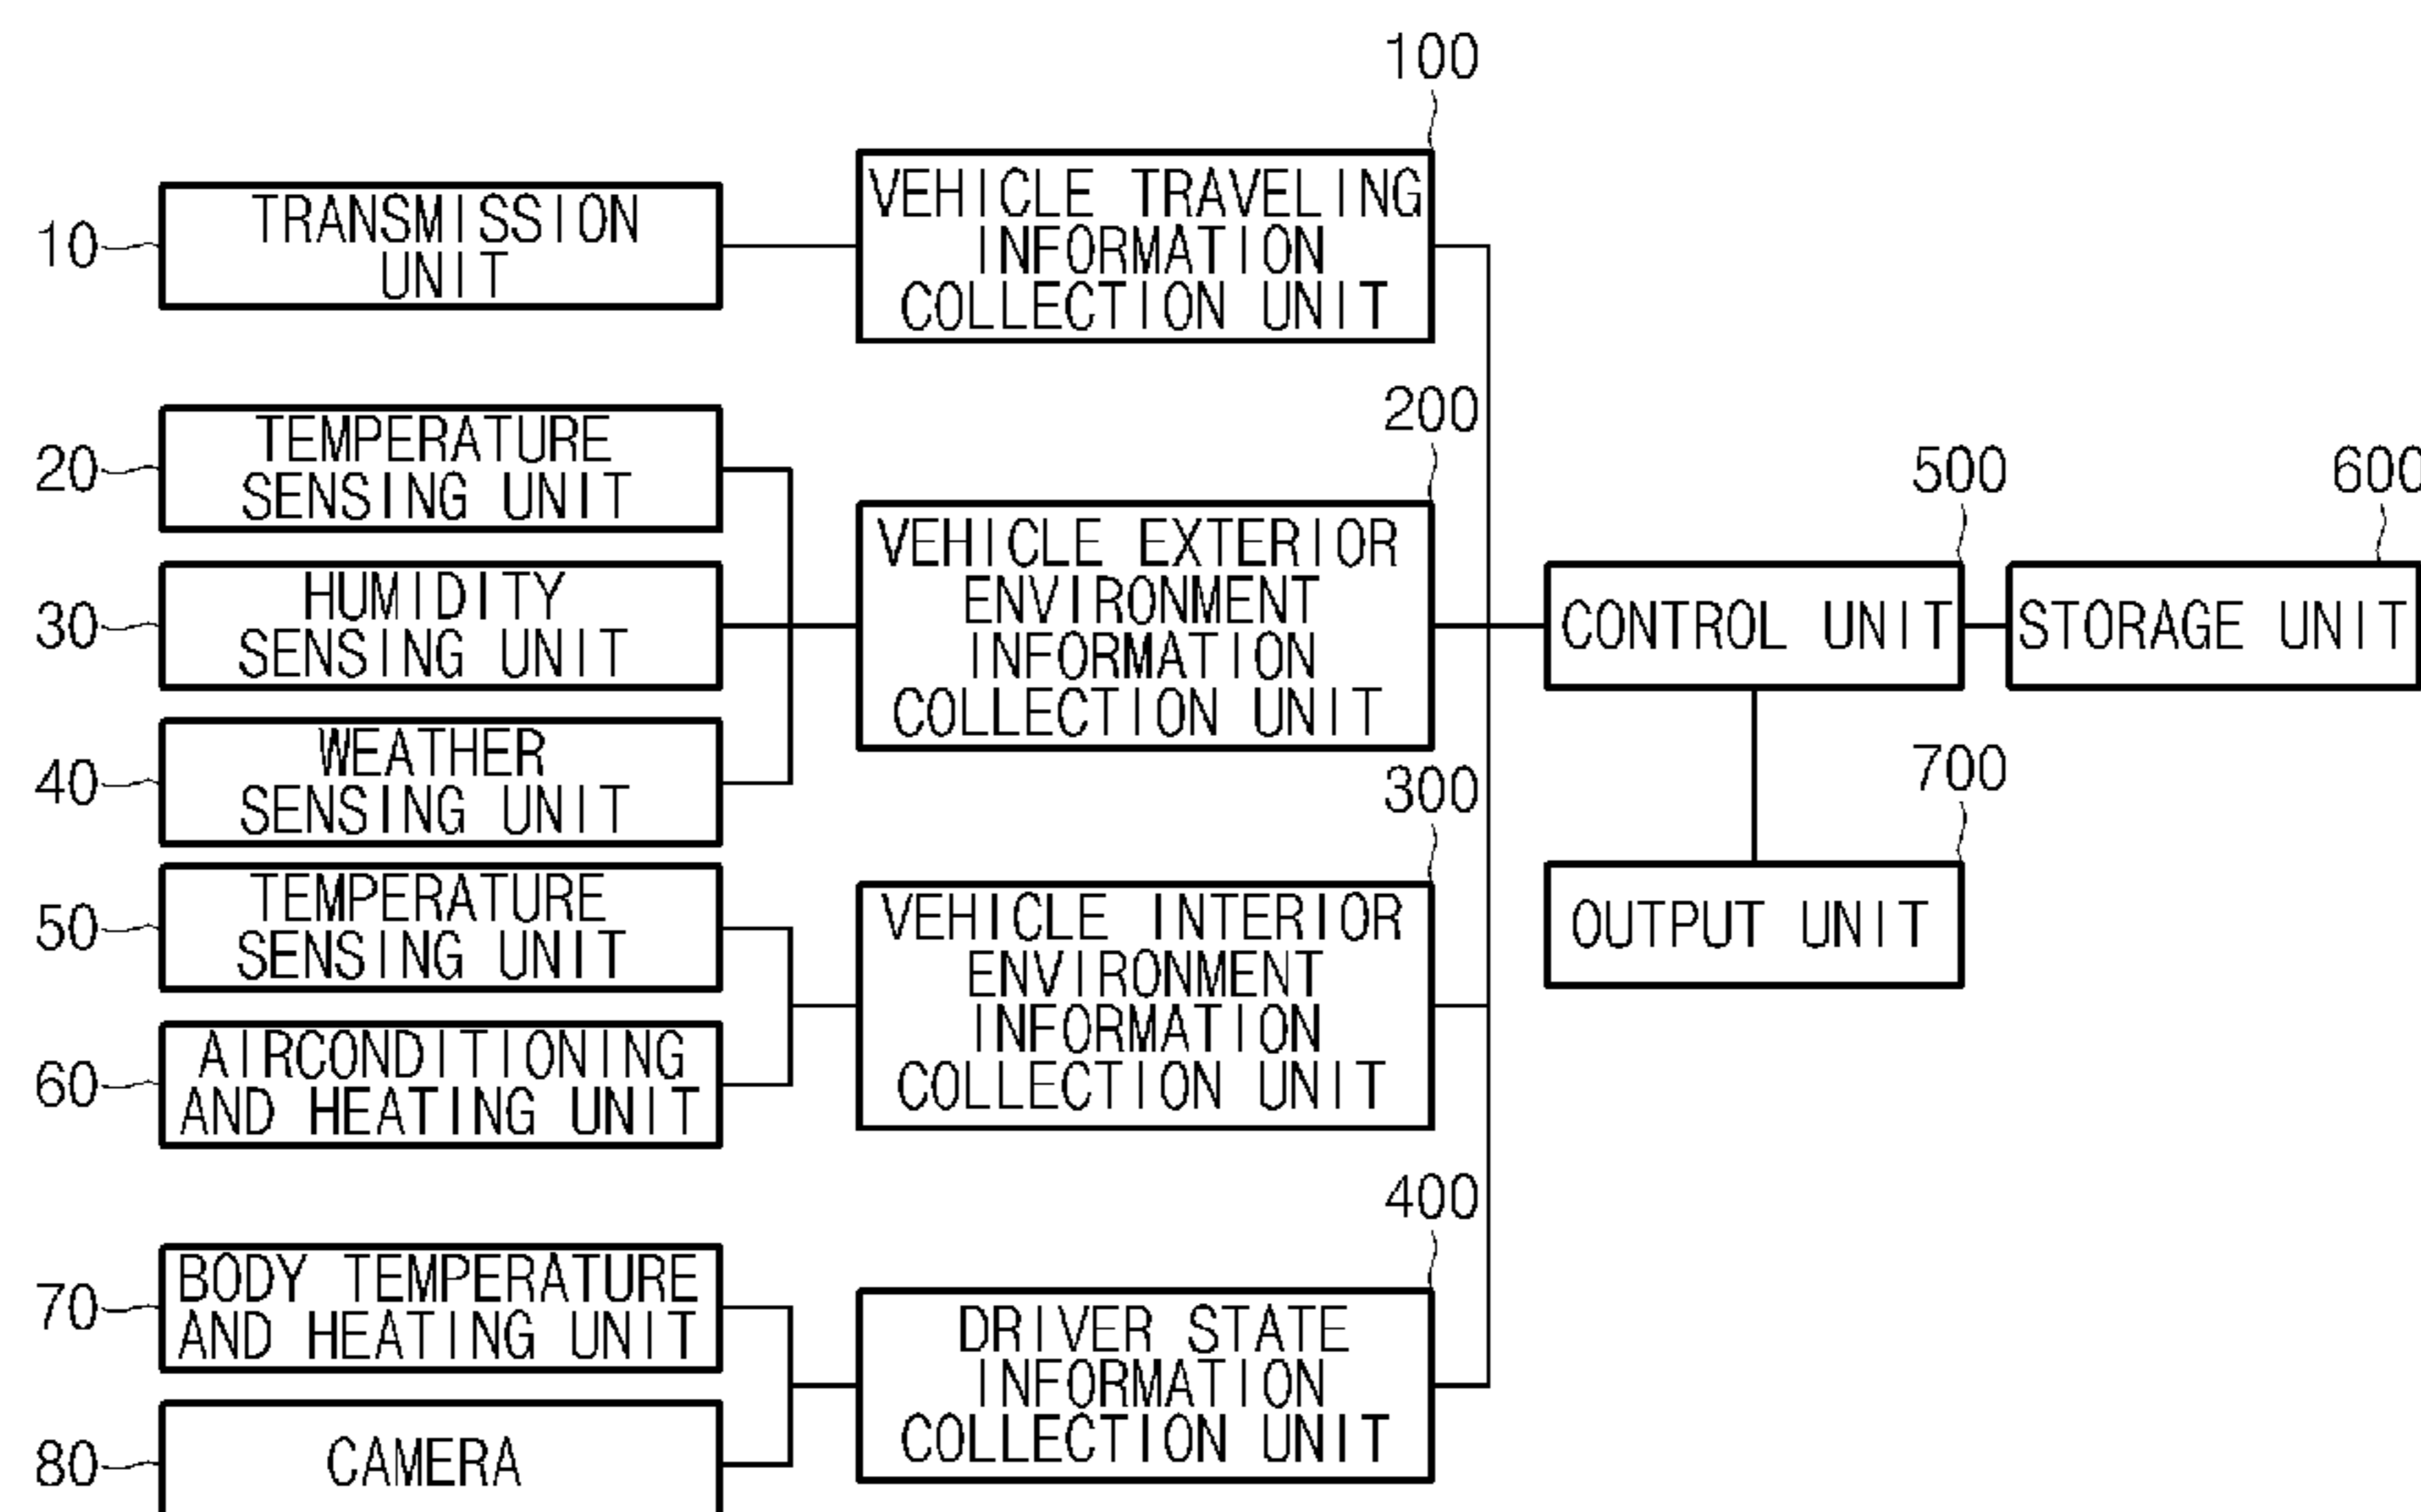 100
10
TRANSMISSION
UNIT
VEHICLE TRAVELING
INFORMATION
COLLECTION UNIT
200
20
TEMPERATURE
SENSING UNIT
30
HUMIDITY
SENSING UNIT
40
WEATHER
SENSING UNIT
VEHICLE EXTERIOR
ENVIRONMENT
INFORMATION
COLLECTION UNIT
500
CONTROL UNIT
600
STORAGE UNIT
700
OUTPUT UNIT
300
50
TEMPERATURE
SENSING UNIT
60
AIRCONDITIONING
AND HEATING UNIT
VEHICLE INTERIOR
ENVIRONMENT
INFORMATION
COLLECTION UNIT
400
70
BODY TEMPERATURE
AND HEATING UNIT
80
CAMERA
DRIVER STATE
INFORMATION
COLLECTION UNIT